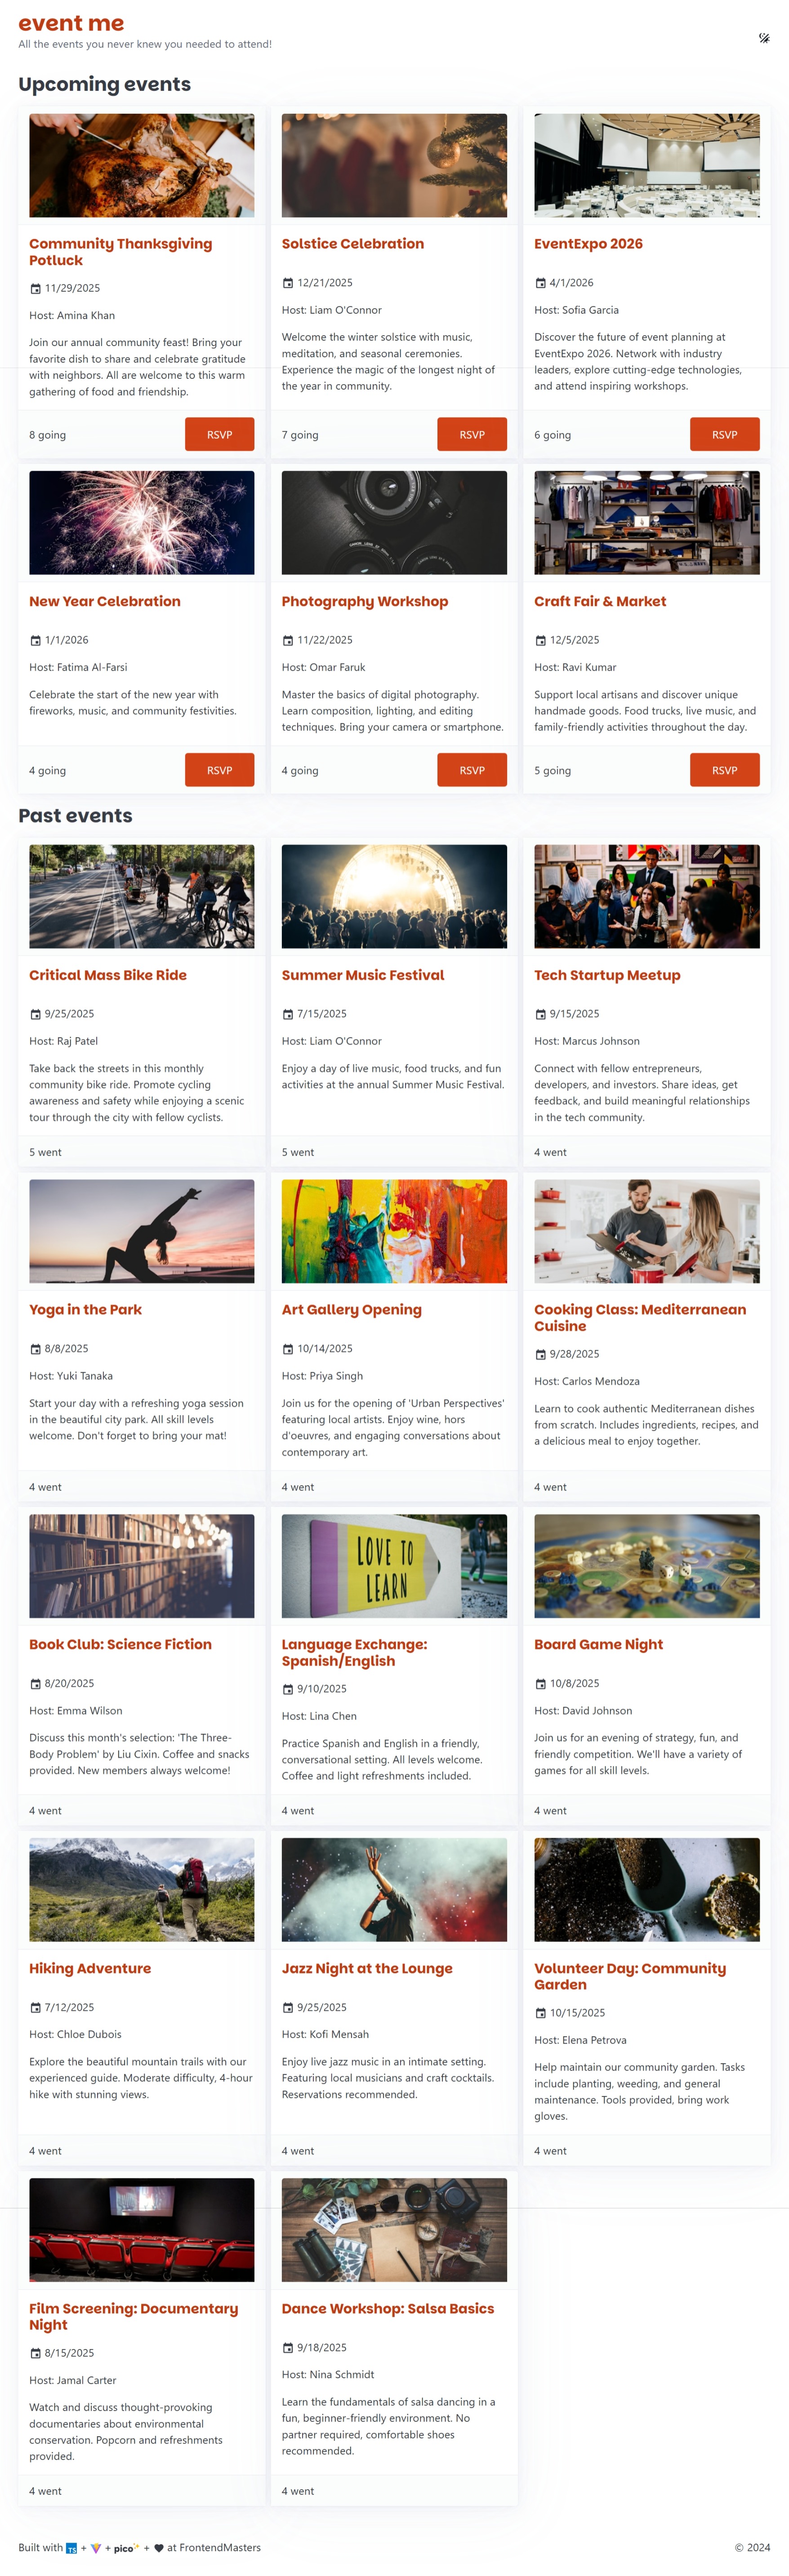 event me
All the events you never knew you needed to attend!
Upcoming events
Community Thanksgiving
Potluck
11/29/2025
Host: Amina Khan
Join our annual community feast! Bring your
favorite dish to share and celebrate gratitude
with neighbors. All are welcome to this warm
gathering of food and friendship.
8 going
RSVP
Solstice Celebration
12/21/2025
Host: Liam O'Connor
Welcome the winter solstice with music,
meditation, and seasonal ceremonies.
Experience the magic of the longest night of
the year in community.
7 going
RSVP
EventExpo 2026
4/1/2026
Host: Sofia Garcia
Discover the future of event planning at
EventExpo 2026. Network with industry
leaders, explore cutting-edge technologies,
and attend inspiring workshops.
6 going
RSVP
New Year Celebration
1/1/2026
Host: Fatima Al-Farsi
Celebrate the start of the new year with
fireworks, music, and community festivities.
4 going
RSVP
Photography Workshop
11/22/2025
Host: Omar Faruk
Master the basics of digital photography.
Learn composition, lighting, and editing
techniques. Bring your camera or smartphone.
4 going
RSVP
Craft Fair & Market
12/5/2025
Host: Ravi Kumar
Support local artisans and discover unique
handmade goods. Food trucks, live music, and
family-friendly activities throughout the day.
5 going
RSVP
Past events
Critical Mass Bike Ride
9/25/2025
Host: Raj Patel
Take back the streets in this monthly
community bike ride. Promote cycling
awareness and safety while enjoying a scenic
tour through the city with fellow cyclists.
5 went
Summer Music Festival
7/15/2025
Host: Liam O'Connor
Enjoy a day of live music, food trucks, and fun
activities at the annual Summer Music Festival.
5 went
Tech Startup Meetup
9/15/2025
Host: Marcus Johnson
Connect with fellow entrepreneurs,
developers, and investors. Share ideas, get
feedback, and build meaningful relationships
in the tech community.
4 went
Yoga in the Park
8/8/2025
Host: Yuki Tanaka
Start your day with a refreshing yoga session
in the beautiful city park. All skill levels
welcome. Don't forget to bring your mat!
4 went
Art Gallery Opening
10/14/2025
Host: Priya Singh
Join us for the opening of 'Urban Perspectives'
featuring local artists. Enjoy wine, hors
d'oeuvres, and engaging conversations about
contemporary art.
4 went
Cooking Class: Mediterranean
Cuisine
9/28/2025
Host: Carlos Mendoza
Learn to cook authentic Mediterranean dishes
from scratch. Includes ingredients, recipes, and
a delicious meal to enjoy together.
4 went
Book Club: Science Fiction
8/20/2025
Host: Emma Wilson
Discuss this month's selection: 'The Three-
Body Problem' by Liu Cixin. Coffee and snacks
provided. New members always welcome!
4 went
LOVE TO
LEARN
Language Exchange:
Spanish/English
9/10/2025
Host: Lina Chen
Practice Spanish and English in a friendly,
conversational setting. All levels welcome.
Coffee and light refreshments included.
4 went
Board Game Night
10/8/2025
Host: David Johnson
Join us for an evening of strategy, fun, and
friendly competition. We'll have a variety of
games for all skill levels.
4 went
Hiking Adventure
7/12/2025
Host: Chloe Dubois
Explore the beautiful mountain trails with our
experienced guide. Moderate difficulty, 4-hour
hike with stunning views.
4 went
Jazz Night at the Lounge
9/25/2025
Host: Kofi Mensah
Enjoy live jazz music in an intimate setting.
Featuring local musicians and craft cocktails.
Reservations recommended.
4 went
Volunteer Day: Community
Garden
10/15/2025
Host: Elena Petrova
Help maintain our community garden. Tasks
include planting, weeding, and general
maintenance. Tools provided, bring work
gloves.
4 went
Film Screening: Documentary
Night
8/15/2025
Host: Jamal Carter
Watch and discuss thought-provoking
documentaries about environmental
conservation. Popcorn and refreshments
provided.
4 went
Dance Workshop: Salsa Basics
9/18/2025
Host: Nina Schmidt
Learn the fundamentals of salsa dancing in a
fun, beginner-friendly environment. No
partner required, comfortable shoes
recommended.
4 went
Built with TS + + pico + at FrontendMasters
© 2024